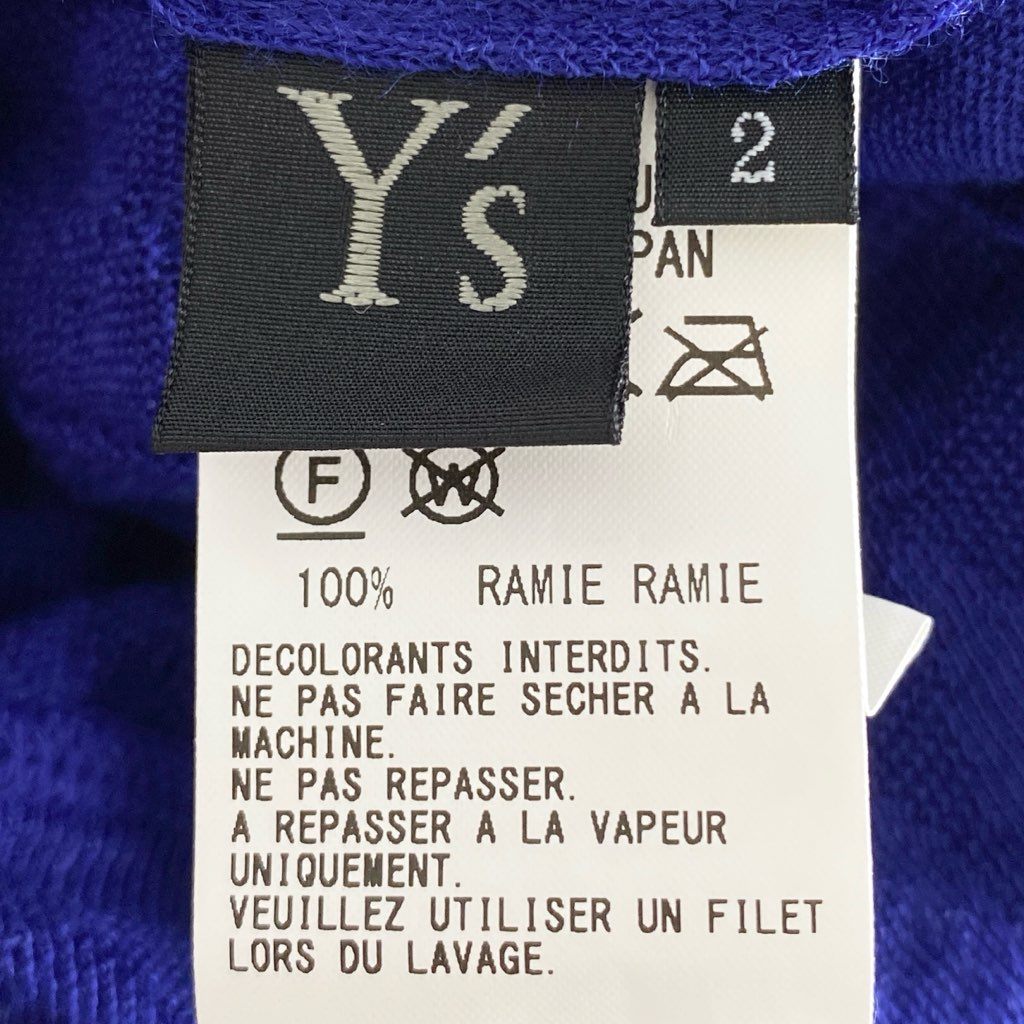 Y's
2
F W
100% RAMIE RAMIE
DECOLORANTS INTERDITS.
NE PAS FAIRE SECHER A LA
MACHINE.
NE PAS REPASSER.
A REPASSER A LA VAPEUR
UNIQUEMENT.
VEUILLEZ UTILISER UN FILET
LORS DU LAVAGE.